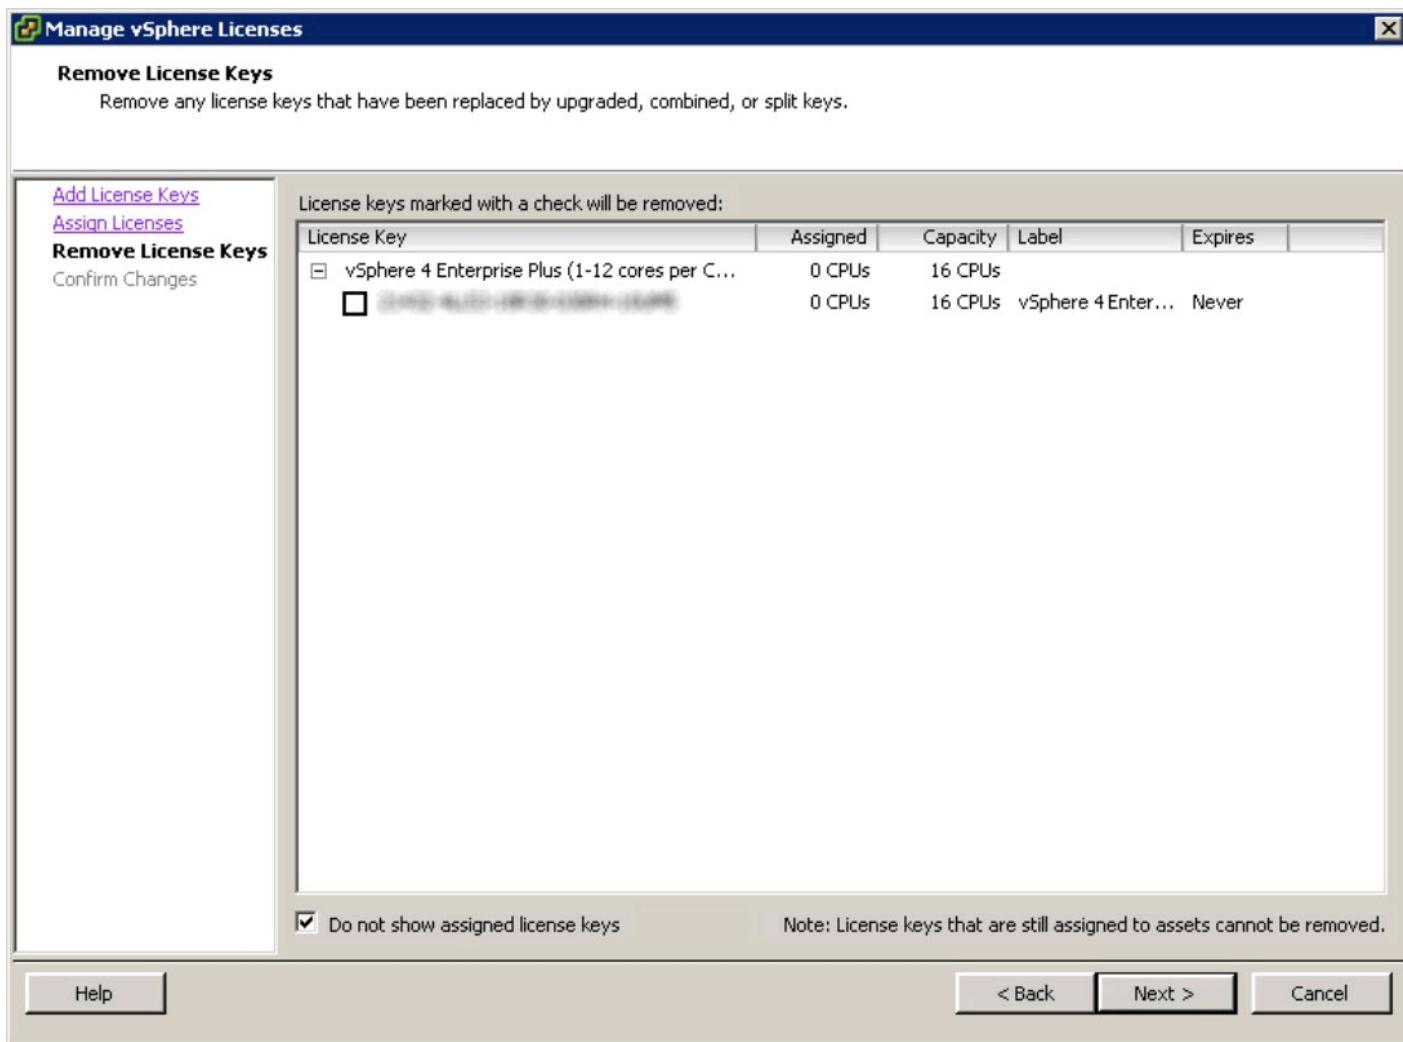 Manage vSphere Licenses
Remove License Keys
Remove any license keys that have been replaced by upgraded, combined, or split keys.
Add License Keys
Assign Licenses
Remove License Keys
Confirm Changes
License keys marked with a check will be removed:
License Key Assigned Capacity Label Expires
vSphere 4 Enterprise Plus (1-12 cores per C... 0 CPUs 16 CPUs
0 CPUs 16 CPUs vSphere 4 Enter... Never
Do not show assigned license keys Note: License keys that are still assigned to assets cannot be removed.
Help < Back Next > Cancel